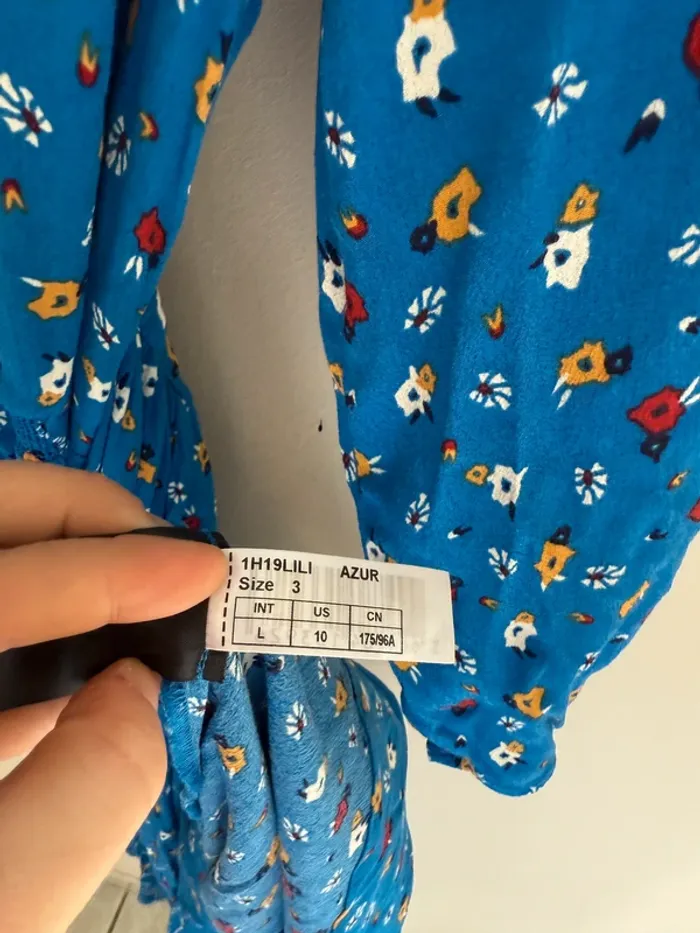 1H19LILI AZUR
Size 3
INT US CN
L 10 175/96A